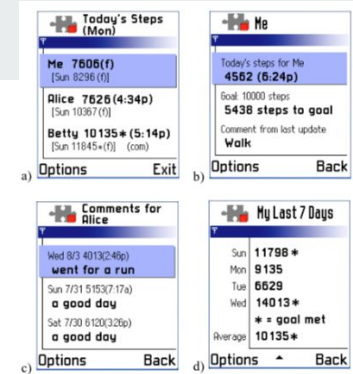 Today's Steps
(Mon)
Me 7606(f)
[Sun 8296 (f)]
Alice 7626 (4:34p)
[Sun 10367(f)]
Betty 10135* (5:14p)
[Sun 11845*(f)] (com)
a) Options Exit
Me
Today's steps for Me
4562 (6:24p)
Goal: 10000 steps
5438 steps to goal
Comment from last update
Walk
b) Options Back
Comments for
Alice
Wed 8/3 4013(2:46p)
went for a run
Sun 7/31 5153(7:17a)
a good day
Sat 7/30 6120(3:26p)
a good day
c) Options Back
My Last 7 Days
Sun 11798 *
Mon 9135
Tue 6629
Wed 14013 *
* = goal met
Average 10135*
d) Options Back